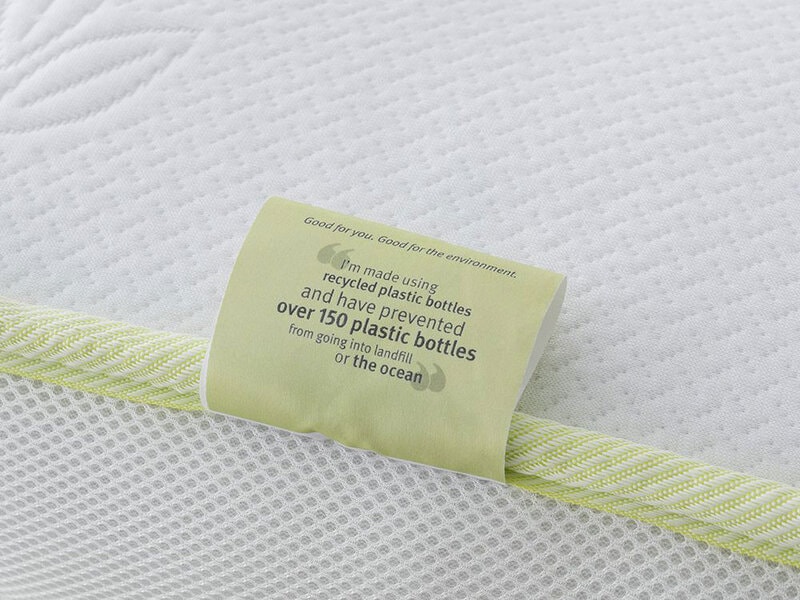 Good for you. Good for the environment.
“I’m made using
recycled plastic bottles
and have prevented
over 150 plastic bottles
from going into landfill
or the ocean”